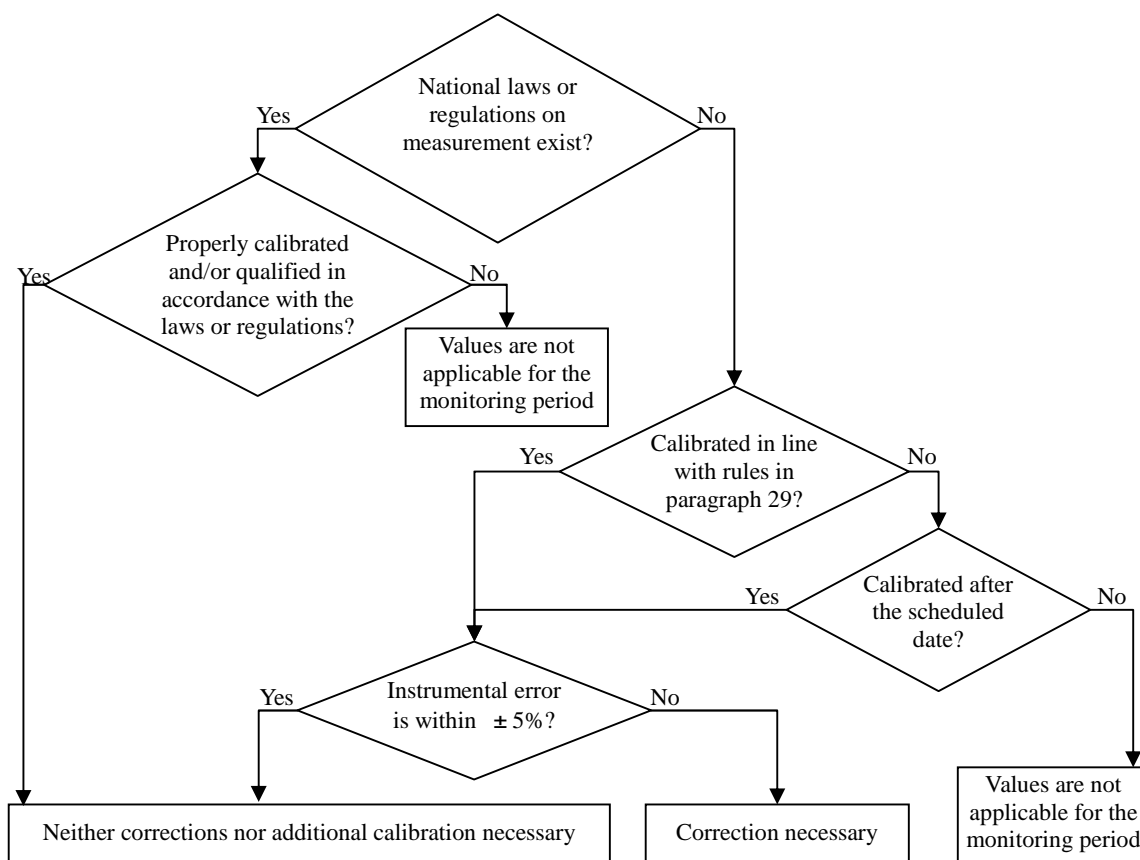 National laws or
regulations on
measurement exist?
Yes
No
Properly calibrated
and/or qualified in
accordance with the
laws or regulations?
Yes
No
Values are not
applicable for the
monitoring period
Calibrated in line
with rules in
paragraph 29?
Yes
No
Calibrated after
the scheduled
date?
Yes
No
Instrumental error
is within ± 5%?
Yes
No
Neither corrections nor additional calibration necessary
Correction necessary
Values are not
applicable for the
monitoring period